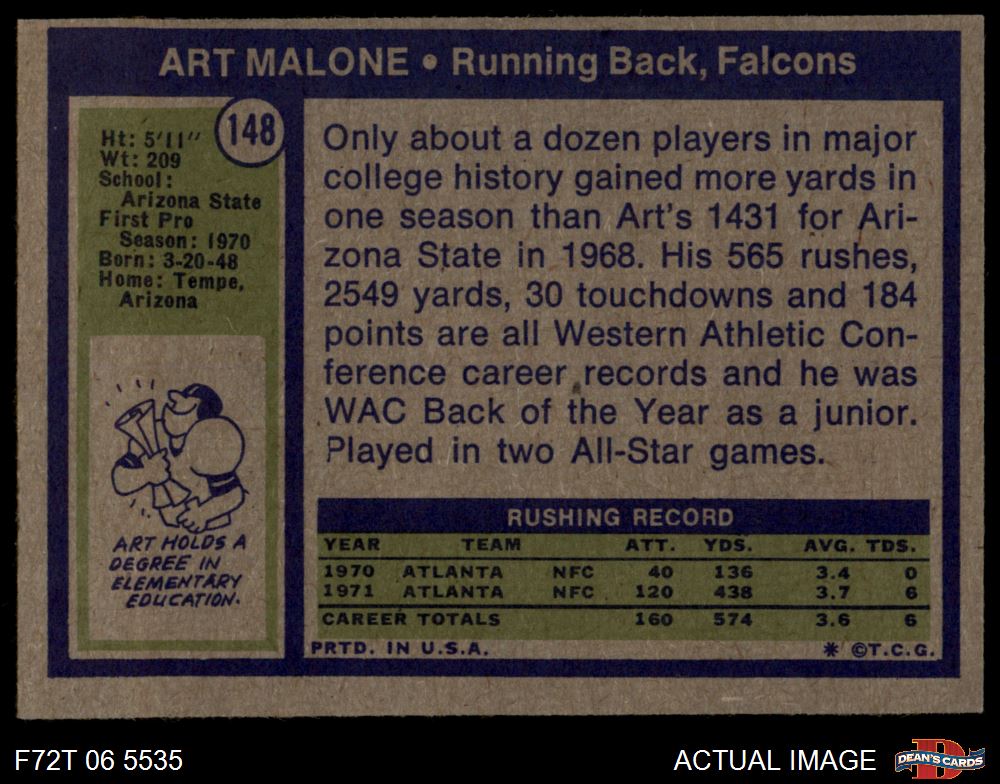 ART MALONE • Running Back, Falcons
148
Ht: 5'11"
Wt: 209
School:
Arizona State
First Pro
Season: 1970
Born: 3-20-48
Home: Tempe,
Arizona
ART HOLDS A
DEGREE IN
ELEMENTARY
EDUCATION.
Only about a dozen players in major
college history gained more yards in
one season than Art's 1431 for Ari-
zona State in 1968. His 565 rushes,
2549 yards, 30 touchdowns and 184
points are all Western Athletic Con-
ference career records and he was
WAC Back of the Year as a junior.
Played in two All-Star games.
RUSHING RECORD
YEAR TEAM ATT. YDS. AVG. TDS.
1970 ATLANTA NFC 40 136 3.4 0
1971 ATLANTA NFC 120 438 3.7 6
CAREER TOTALS 160 574 3.6 6
PRTD. IN U.S.A. * ©T.C.G.
F72T 06 5535 ACTUAL IMAGE
D
DEAN'S CARDS